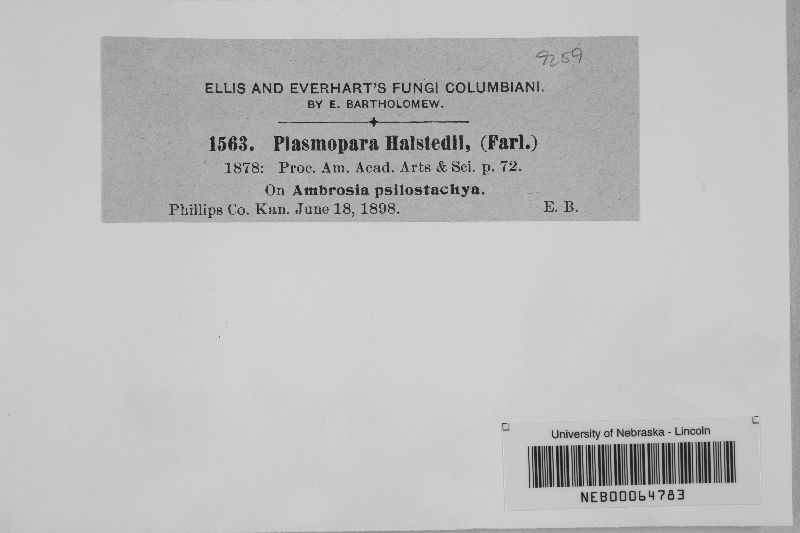 9259
ELLIS AND EVERHART'S FUNGI COLUMBIANI.
BY E. BARTHOLOMEW.
1563. Plasmopara Halstedii, (Farl.)
1878: Proc. Am. Acad. Arts & Sci. p. 72.
On Ambrosia psilostachya.
Phillips Co. Kan. June 18, 1898. E. B.
University of Nebraska - Lincoln
NEB00064783